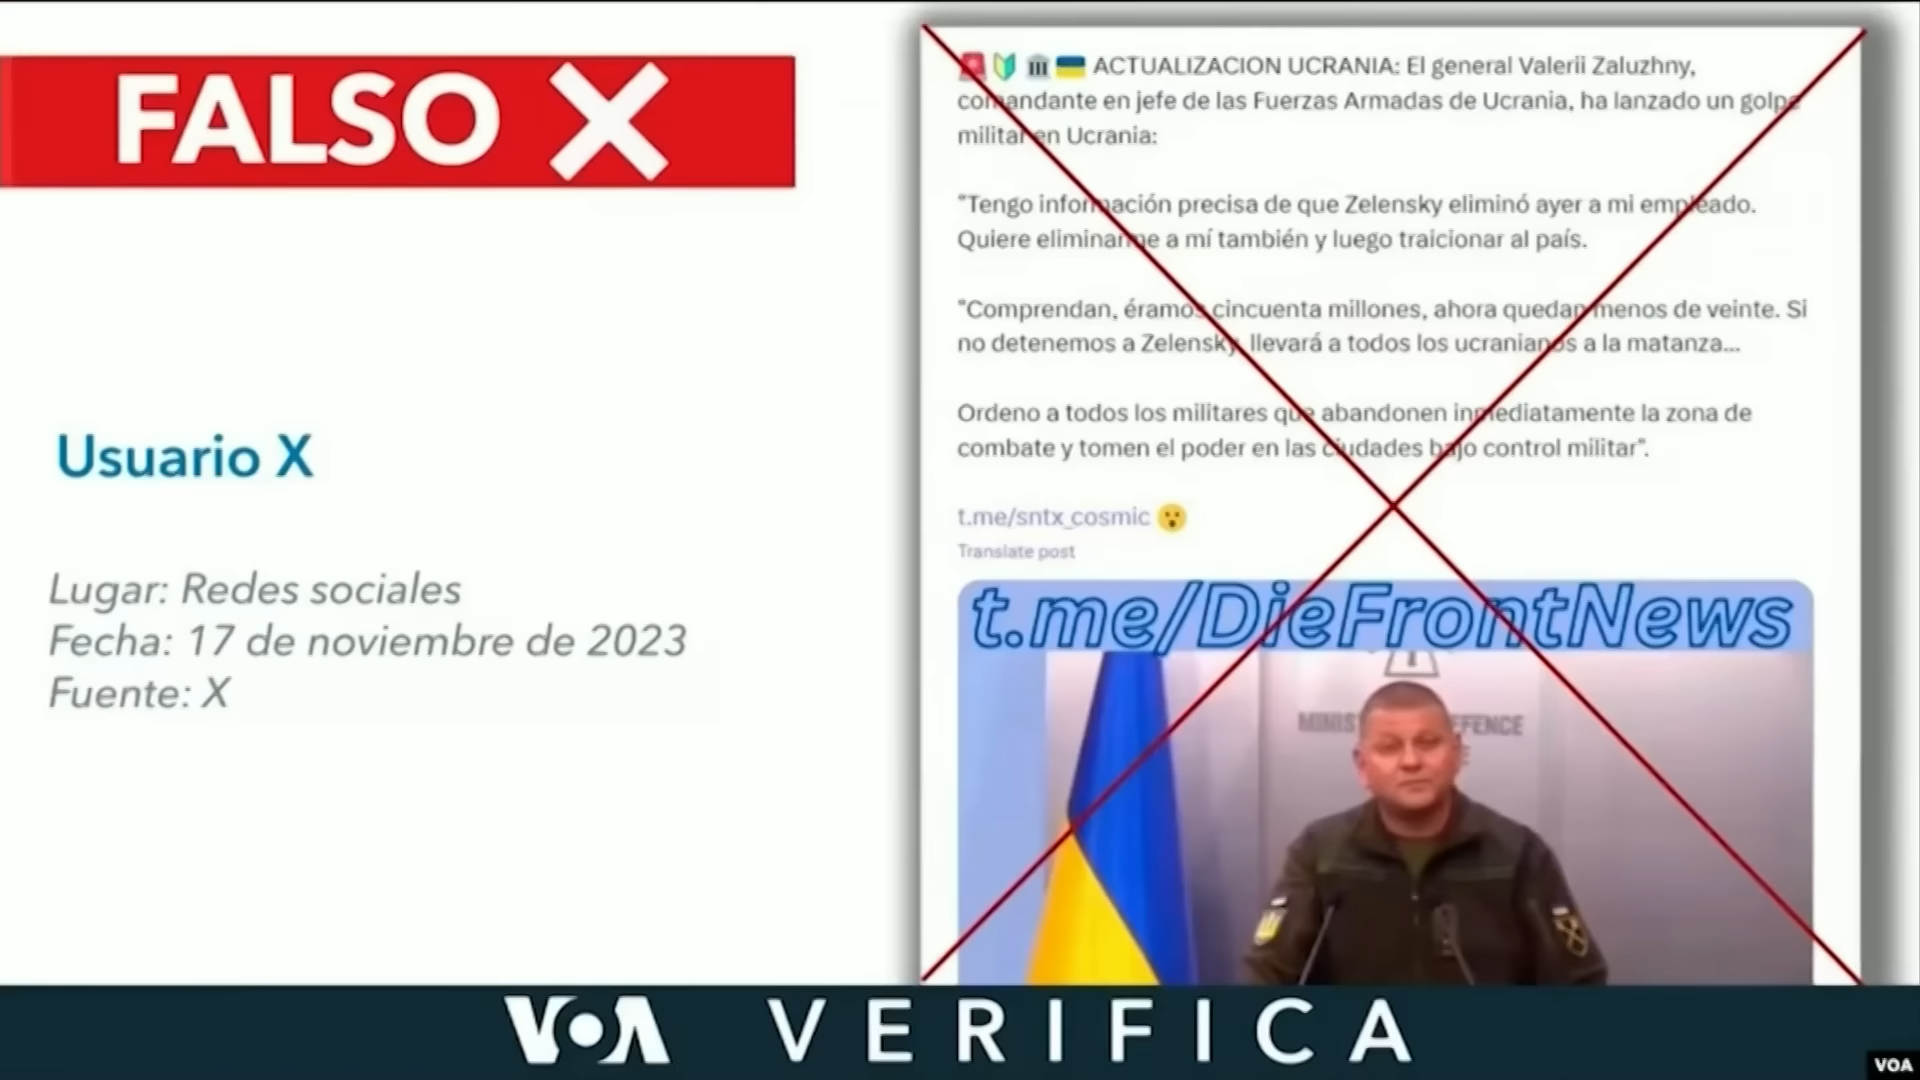 FALSO
Usuario X
Lugar: Redes sociales
Fecha: 17 de noviembre de 2023
Fuente: X
ACTUALIZACION UCRANIA: El general Valerii Zaluzhny,
comandante en jefe de las Fuerzas Armadas de Ucrania, ha lanzado un golpe
militar en Ucrania:
"Tengo información precisa de que Zelensky eliminó ayer a mi empleado.
Quiere eliminarme a mí también y luego traicionar al país.
"Comprendan, éramos cincuenta millones, ahora quedan menos de veinte. Si
no detenemos a Zelensky, llevará a todos los ucranianos a la matanza...
Ordeno a todos los militares que abandonen inmediatamente la zona de
combate y tomen el poder en las ciudades bajo control militar".
t.me/sntx_cosmic
Translate post
t.me/DieFrontNews
VOA VERIFICA
VOA